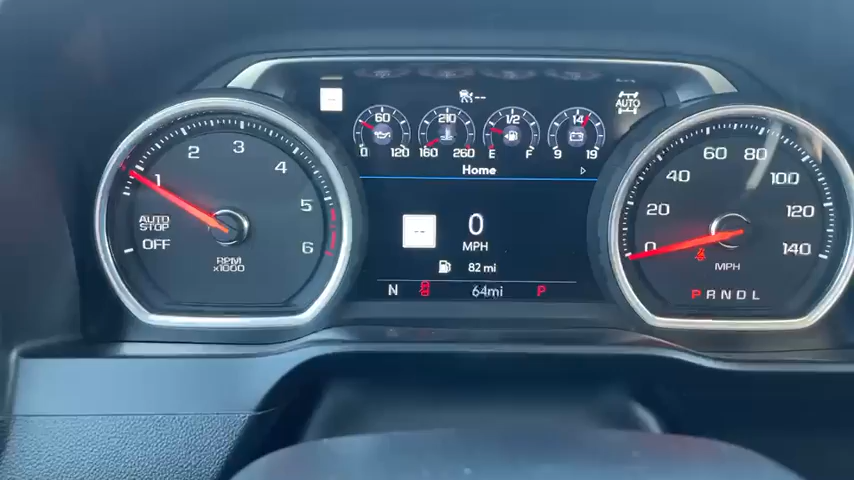 1 2 3 4 5 6
AUTO STOP
OFF
RPM
x1000
--
--
AUTO
60
0 120
210
160 260
1/2
E F
14
9 19
Home
--
0
MPH
82 mi
N 64mi P
0 20 40 60 80 100 120 140
MPH
PRNDL